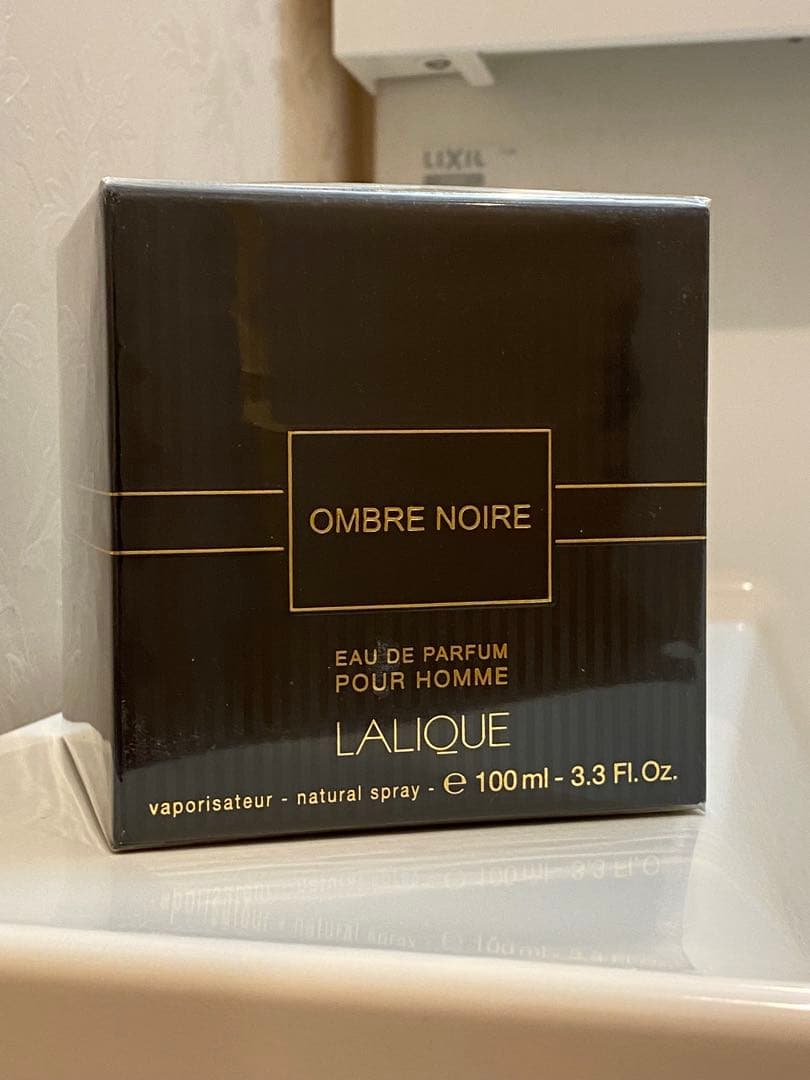 LIXIL
OMBRE NOIRE
EAU DE PARFUM
POUR HOMME
LALIQUE
vaporisateur - natural spray - ℮ 100 ml - 3.3 Fl. Oz.